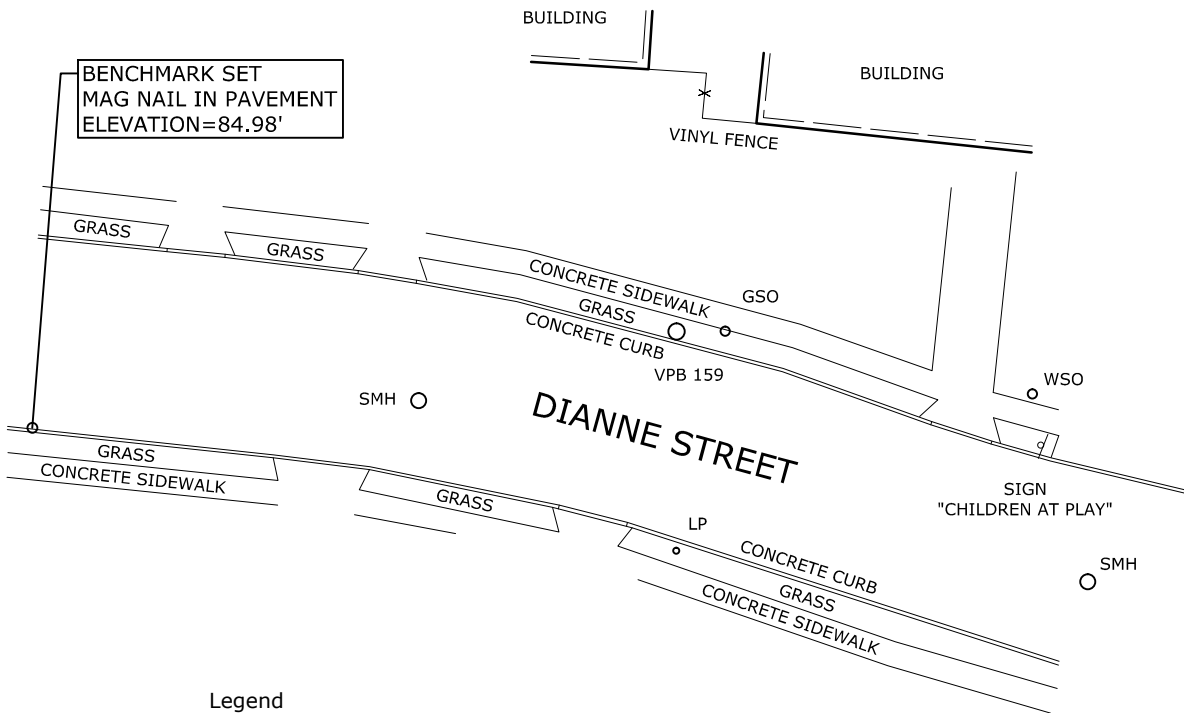 BUILDING
BENCHMARK SET
MAG NAIL IN PAVEMENT
ELEVATION=84.98'
BUILDING
VINYL FENCE
GRASS
GRASS
CONCRETE SIDEWALK
GSO
GRASS
CONCRETE CURB
VPB 159
WSO
SMH
DIANNE STREET
GRASS
CONCRETE SIDEWALK
GRASS
SIGN
"CHILDREN AT PLAY"
LP
CONCRETE CURB
SMH
GRASS
CONCRETE SIDEWALK
Legend